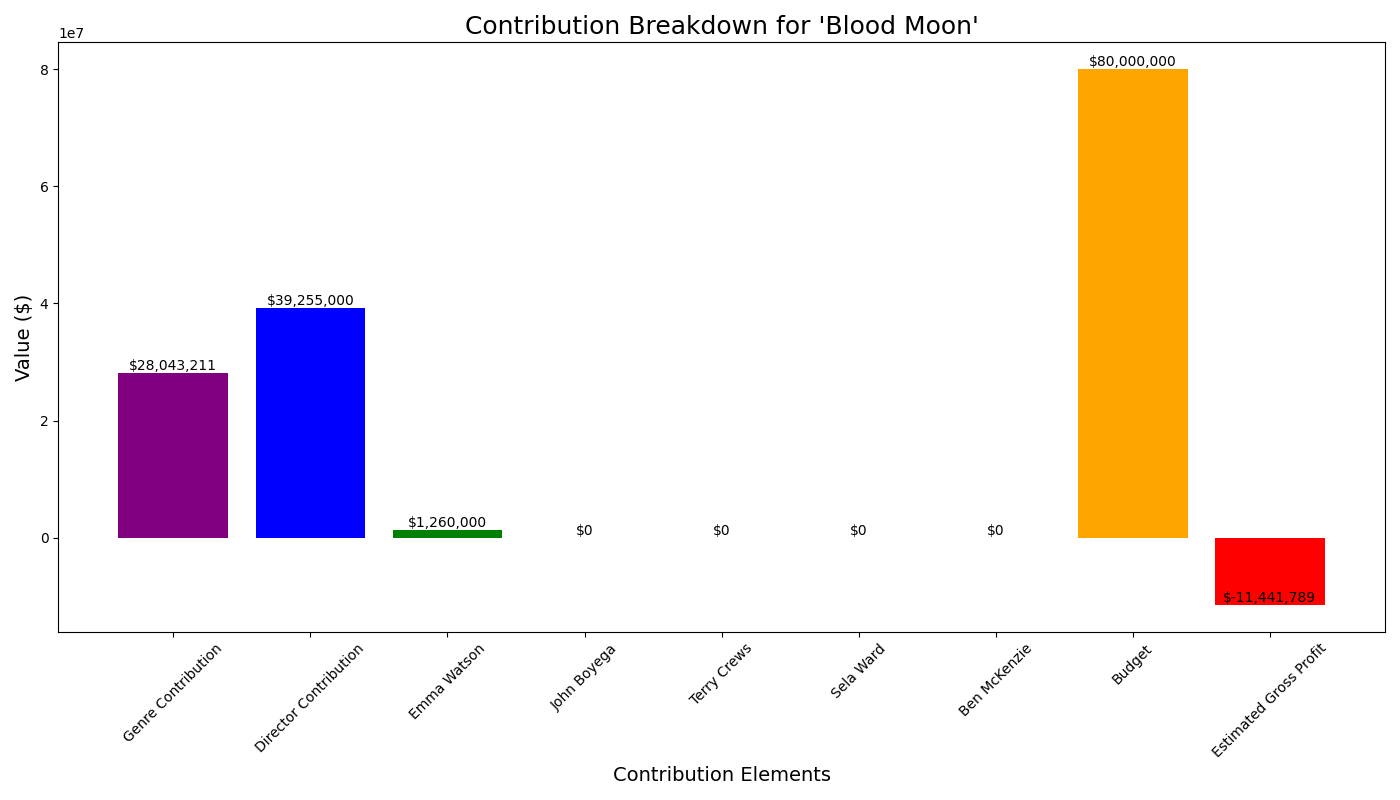 Contribution Breakdown for 'Blood Moon'
1e7
8
6
4
2
0
Value ($)
$28,043,211
$39,255,000
$1,260,000
$0
$0
$0
$0
$80,000,000
$-11,441,789
Genre Contribution
Director Contribution
Emma Watson
John Boyega
Terry Crews
Sela Ward
Ben McKenzie
Budget
Estimated Gross Profit
Contribution Elements